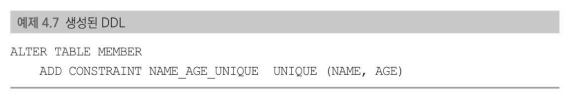 예제 4.7 생성된 DDL
ALTER TABLE MEMBER
ADD CONSTRAINT NAME_AGE_UNIQUE UNIQUE (NAME, AGE)